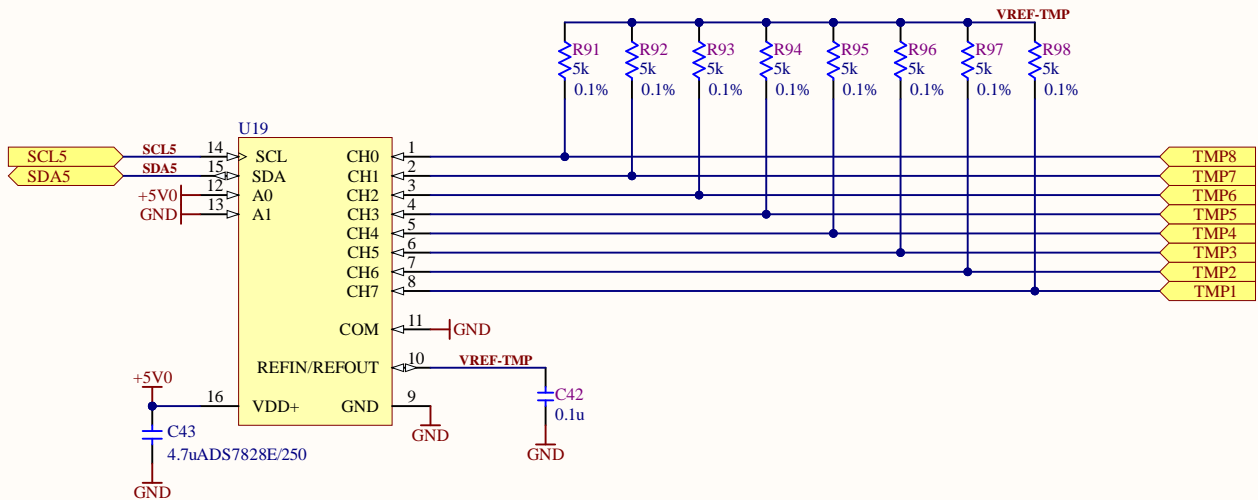 VREF-TMP
R91 R92 R93 R94 R95 R96 R97 R98
5k 5k 5k 5k 5k 5k 5k 5k
0.1% 0.1% 0.1% 0.1% 0.1% 0.1% 0.1% 0.1%
U19
SCL5 SCL5 14 SCL CH0 1 TMP8
SDA5 SDA5 15 SDA CH1 2 TMP7
+5V0 12 A0 CH2 3 TMP6
GND 13 A1 CH3 4 TMP5
CH4 5 TMP4
CH5 6 TMP3
CH6 7 TMP2
CH7 8 TMP1
COM 11 GND
REFIN/REFOUT 10 VREF-TMP
+5V0
C42
16 VDD+ GND 9
0.1u
C43
GND
4.7uADS7828E/250
GND
GND